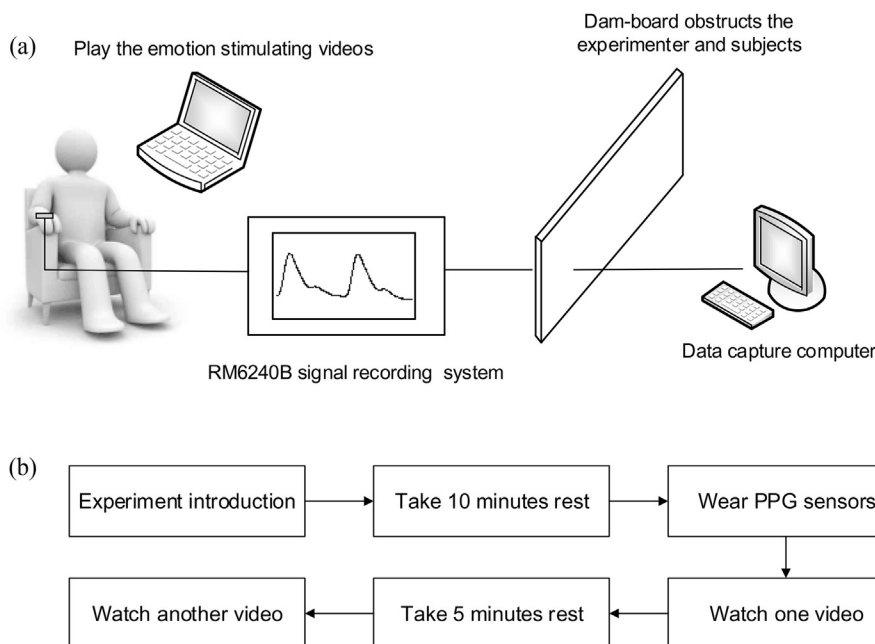 (a)
Play the emotion stimulating videos
Dam-board obstructs the
experimenter and subjects
RM6240B signal recording system
Data capture computer
(b)
Experiment introduction
Take 10 minutes rest
Wear PPG sensors
Watch another video
Take 5 minutes rest
Watch one video